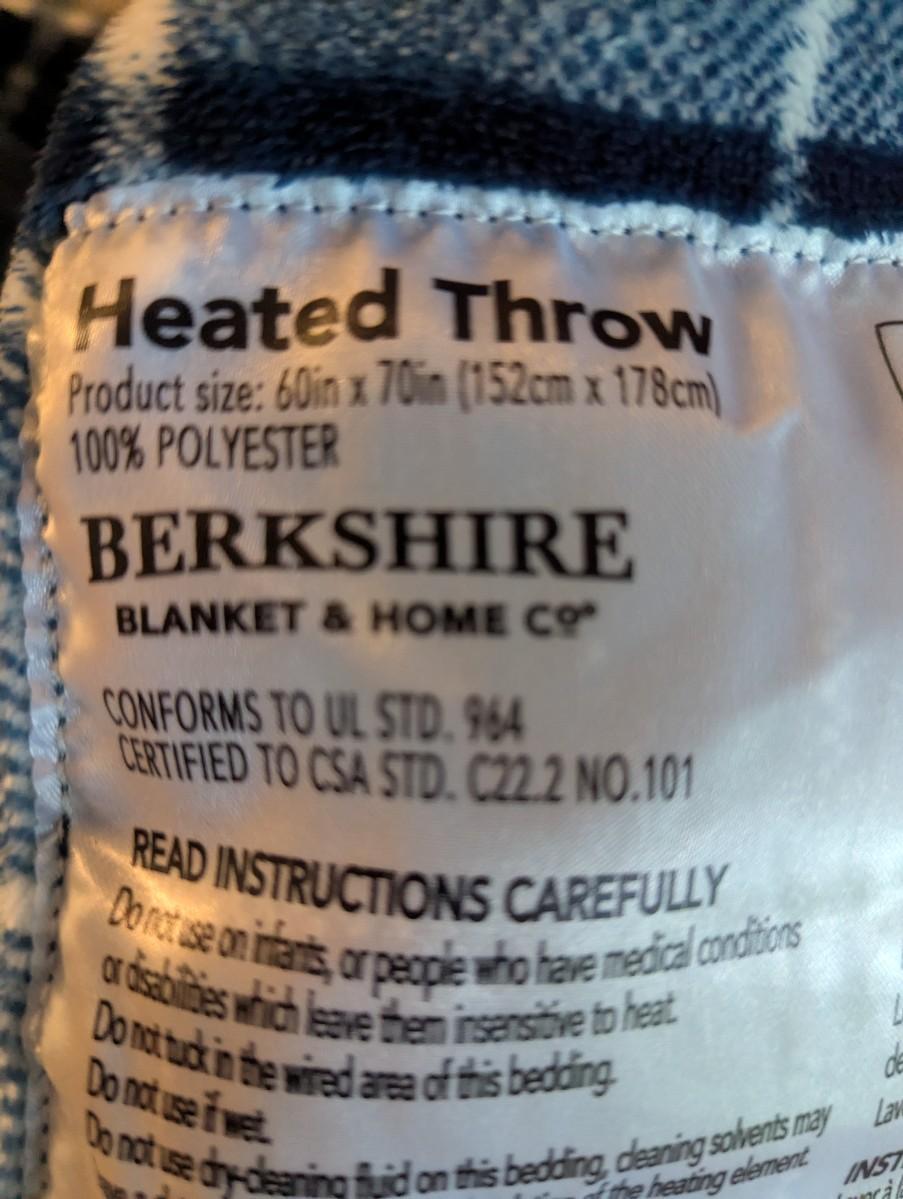 Heated Throw
Product size: 60in x 70in (152cm x 178cm)
100% POLYESTER
BERKSHIRE
BLANKET & HOME Cº®
CONFORMS TO UL STD. 964
CERTIFIED TO CSA STD. C22.2 NO.101
READ INSTRUCTIONS CAREFULLY
Do not use on infants, or people who have medical conditions
or disabilities which leave them insensitive to heat.
Do not tuck in the wired area of this bedding.
Do not use if wet.
Do not use dry-cleaning fluid on this bedding, cleaning solvents may
of the heating element.
L
de
Lav
INST